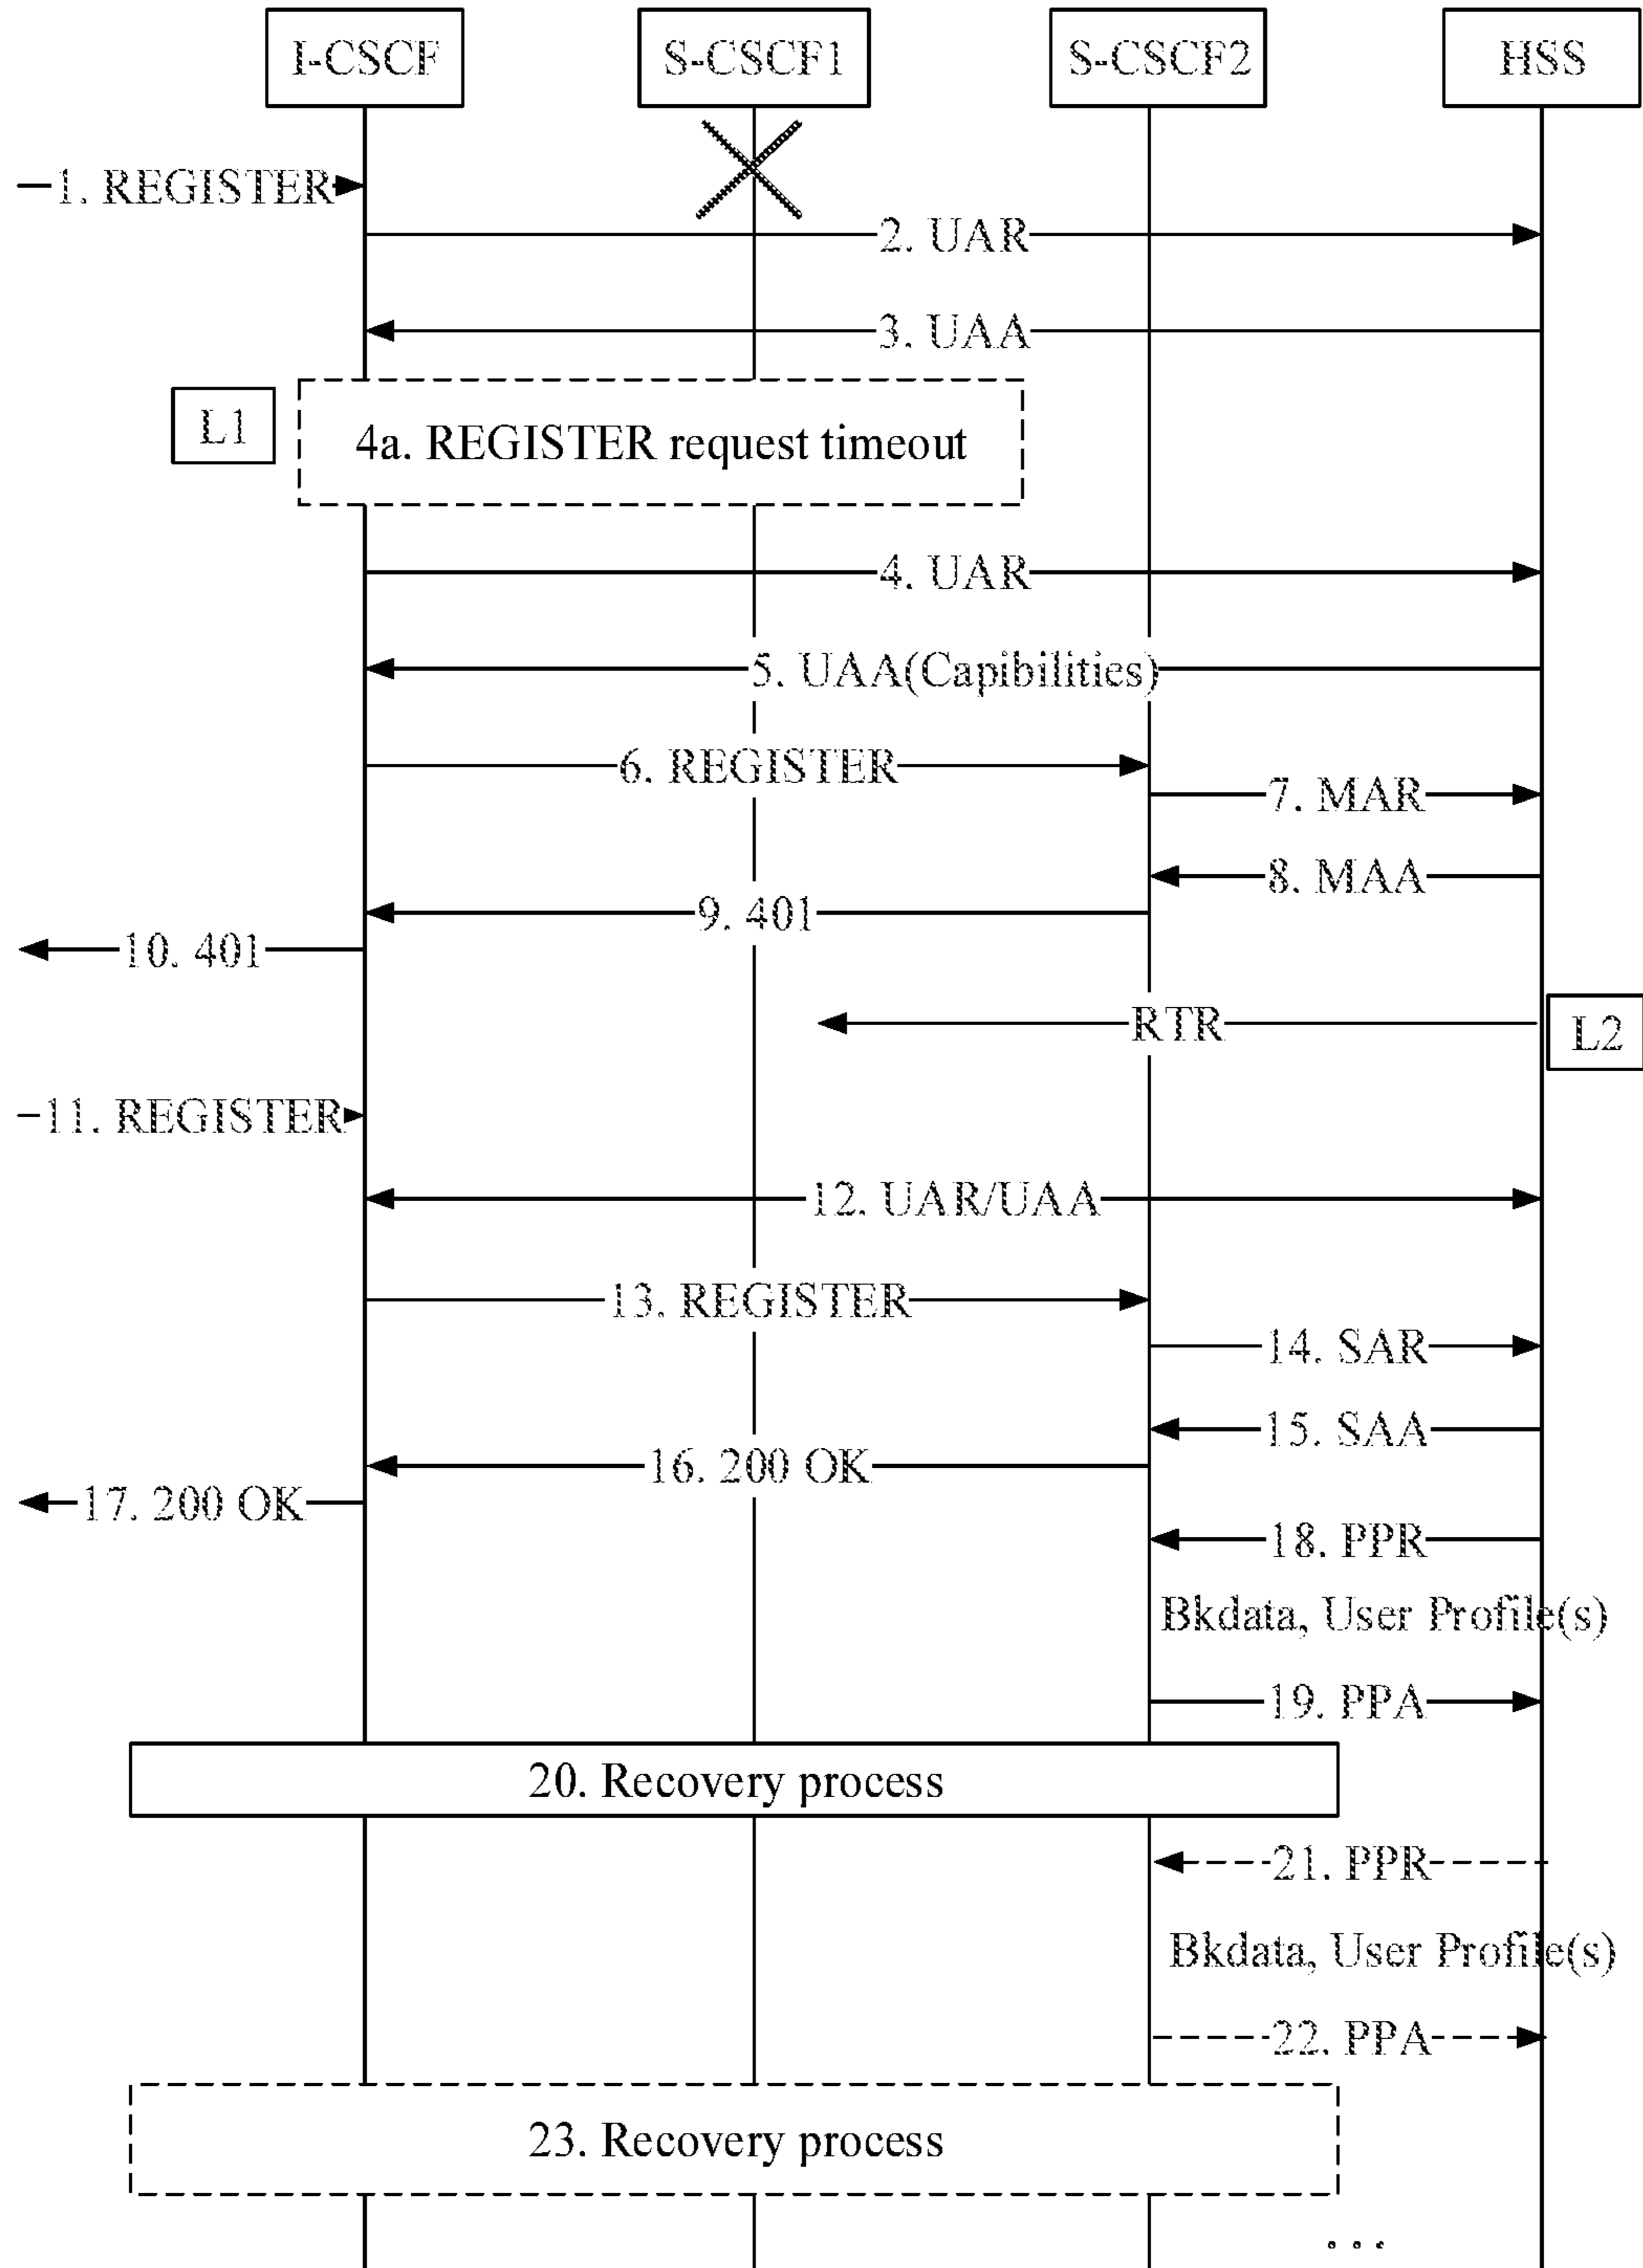 I-CSCF
S-CSCF1
S-CSCF2
HSS
1. REGISTER
2. UAR
3. UAA
L1
4a. REGISTER request timeout
4. UAR
5. UAA(Capibilities)
6. REGISTER
7. MAR
8. MAA
9. 401
10. 401
RTR
L2
11. REGISTER
12. UAR/UAA
13. REGISTER
14. SAR
15. SAA
16. 200 OK
17. 200 OK
18. PPR
Bkdata, User Profile(s)
19. PPA
20. Recovery process
21. PPR
Bkdata, User Profile(s)
22. PPA
23. Recovery process
...